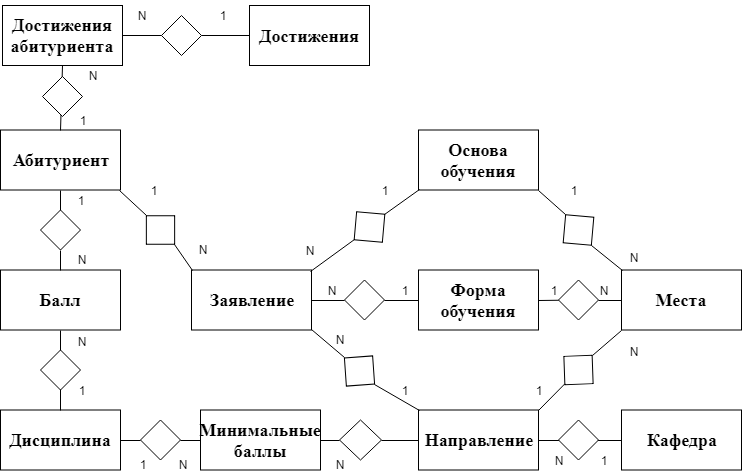 Достижения
абитуриента
N
1
Достижения
N
1
Абитуриент
1
N
1
N
Балл
N
1
Дисциплина
1
N
Минимальные
баллы
N
Направление
N
1
Кафедра
Заявление
N
1
Основа
обучения
1
N
N
1
Форма
обучения
1
N
Места
N
1
1
N